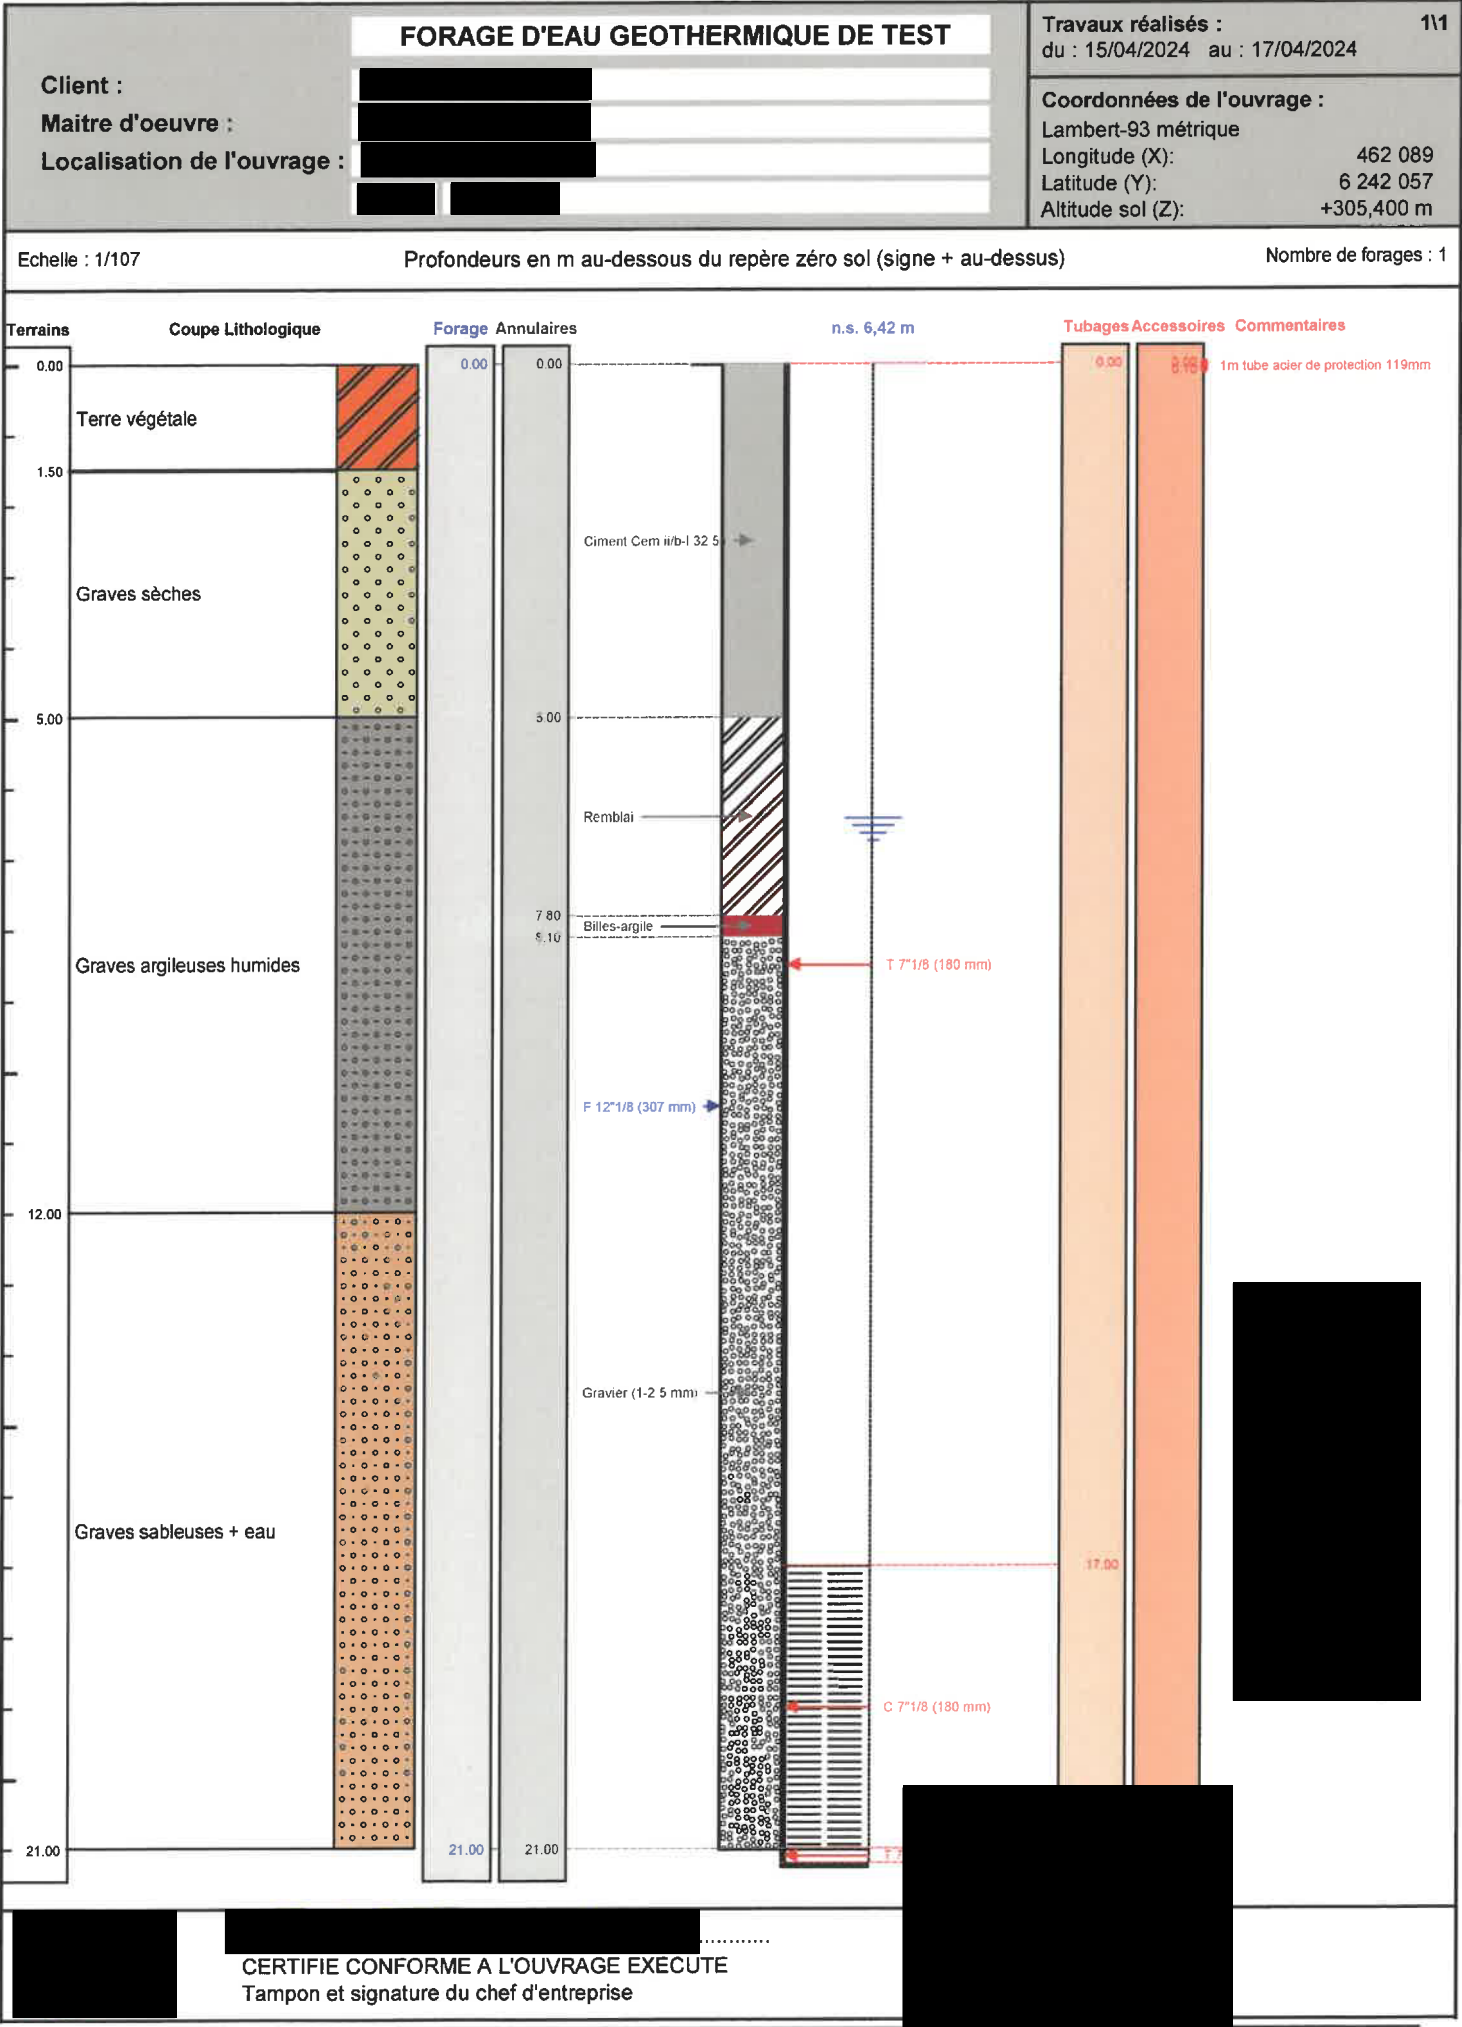 FORAGE D'EAU GEOTHERMIQUE DE TEST
Client :
Maitre d'oeuvre :
Localisation de l'ouvrage :
Travaux réalisés : 1\1
du : 15/04/2024 au : 17/04/2024
Coordonnées de l'ouvrage :
Lambert-93 métrique
Longitude (X): 462 089
Latitude (Y): 6 242 057
Altitude sol (Z): +305,400 m
Echelle : 1/107
Profondeurs en m au-dessous du repère zéro sol (signe + au-dessus)
Nombre de forages : 1
Terrains Coupe Lithologique Forage Annulaires n.s. 6,42 m Tubages Accessoires Commentaires
0.00 0.00 0.00 0.00 1m tube acier de protection 119mm
Terre végétale
1.50
Ciment Cem ii/b-l 32 5
Graves sèches
5.00 5.00
Remblai
7 80
Billes-argile
8.10
Graves argileuses humides
T 7"1/8 (180 mm)
F 12"1/8 (307 mm)
12.00
Gravier (1-2 5 mm)
Graves sableuses + eau
17.00
C 7"1/8 (180 mm)
21.00 21.00 21.00
CERTIFIE CONFORME A L'OUVRAGE EXECUTE
Tampon et signature du chef d'entreprise